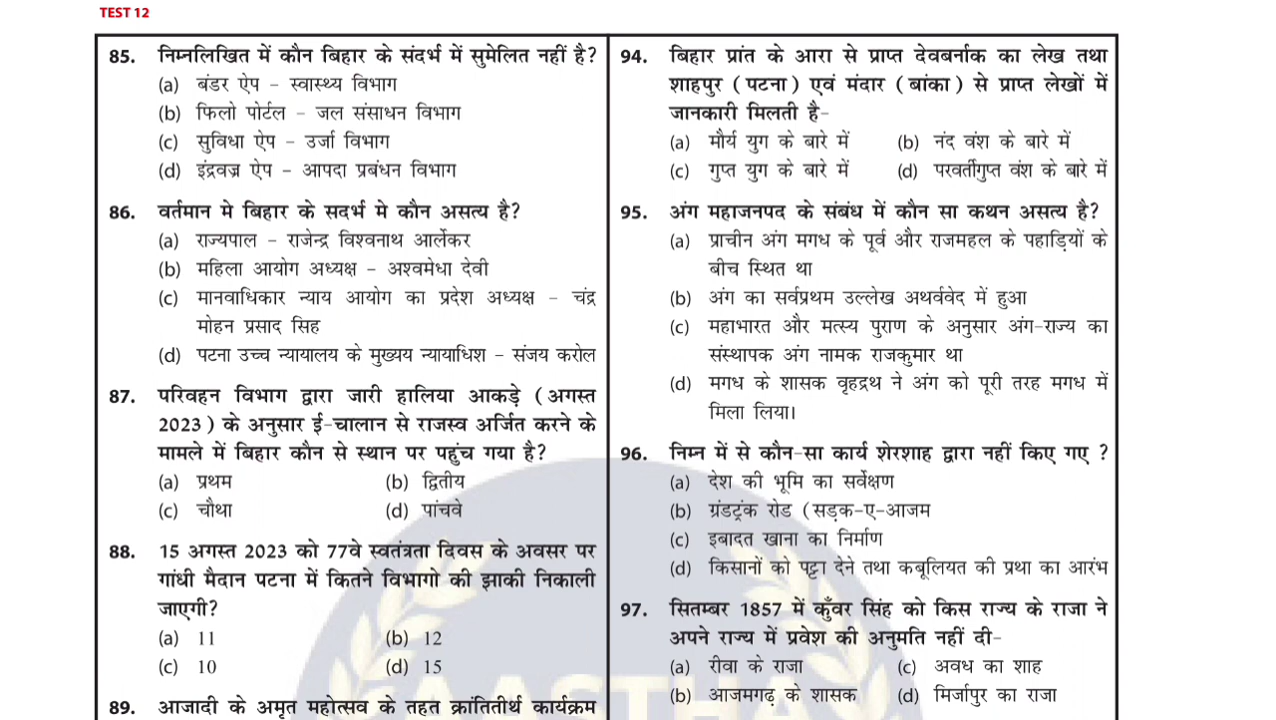 TEST 12
85. निम्नलिखित में कौन बिहार के संदर्भ में सुमेलित नहीं है?
(a) बंडर ऐप – स्वास्थ्य विभाग
(b) फिलो पोर्टल – जल संसाधन विभाग
(c) सुविधा ऐप – उर्जा विभाग
(d) इंद्रवज्र ऐप – आपदा प्रबंधन विभाग
86. वर्तमान मे बिहार के सदर्भ मे कौन असत्य है?
(a) राज्यपाल – राजेन्द्र विश्वनाथ आर्लेकर
(b) महिला आयोग अध्यक्ष – अश्वमेधा देवी
(c) मानवाधिकार न्याय आयोग का प्रदेश अध्यक्ष – चंद्र
मोहन प्रसाद सिह
(d) पटना उच्च न्यायालय के मुख्यय न्यायाधिश – संजय करोल
87. परिवहन विभाग द्वारा जारी हालिया आकड़े (अगस्त
2023) के अनुसार ई-चालान से राजस्व अर्जित करने के
मामले में बिहार कौन से स्थान पर पहुंच गया है?
(a) प्रथम (b) द्वितीय
(c) चौथा (d) पांचवे
88. 15 अगस्त 2023 को 77वे स्वतंत्रता दिवस के अवसर पर
गांधी मैदान पटना में कितने विभागो की झाकी निकाली
जाएगी?
(a) 11 (b) 12
(c) 10 (d) 15
89. आजादी के अमृत महोत्सव के तहत क्रांतितीर्थ कार्यक्रम
94. बिहार प्रांत के आरा से प्राप्त देवबर्नाक का लेख तथा
शाहपुर (पटना) एवं मंदार (बांका) से प्राप्त लेखों में
जानकारी मिलती है-
(a) मौर्य युग के बारे में (b) नंद वंश के बारे में
(c) गुप्त युग के बारे में (d) परवर्तीगुप्त वंश के बारे में
95. अंग महाजनपद के संबंध में कौन सा कथन असत्य है?
(a) प्राचीन अंग मगध के पूर्व और राजमहल के पहाड़ियों के
बीच स्थित था
(b) अंग का सर्वप्रथम उल्लेख अथर्ववेद में हुआ
(c) महाभारत और मत्स्य पुराण के अनुसार अंग-राज्य का
संस्थापक अंग नामक राजकुमार था
(d) मगध के शासक वृहद्रथ ने अंग को पूरी तरह मगध में
मिला लिया।
96. निम्न में से कौन-सा कार्य शेरशाह द्वारा नहीं किए गए ?
(a) देश की भूमि का सर्वेक्षण
(b) ग्रंडट्रंक रोड (सड़क-ए-आजम
(c) इबादत खाना का निर्माण
(d) किसानों को पट्टा देने तथा कबूलियत की प्रथा का आरंभ
97. सितम्बर 1857 में कुँवर सिंह को किस राज्य के राजा ने
अपने राज्य में प्रवेश की अनुमति नहीं दी-
(a) रीवा के राजा (c) अवध का शाह
(b) आजमगढ़ के शासक (d) मिर्जापुर का राजा
AASTHA